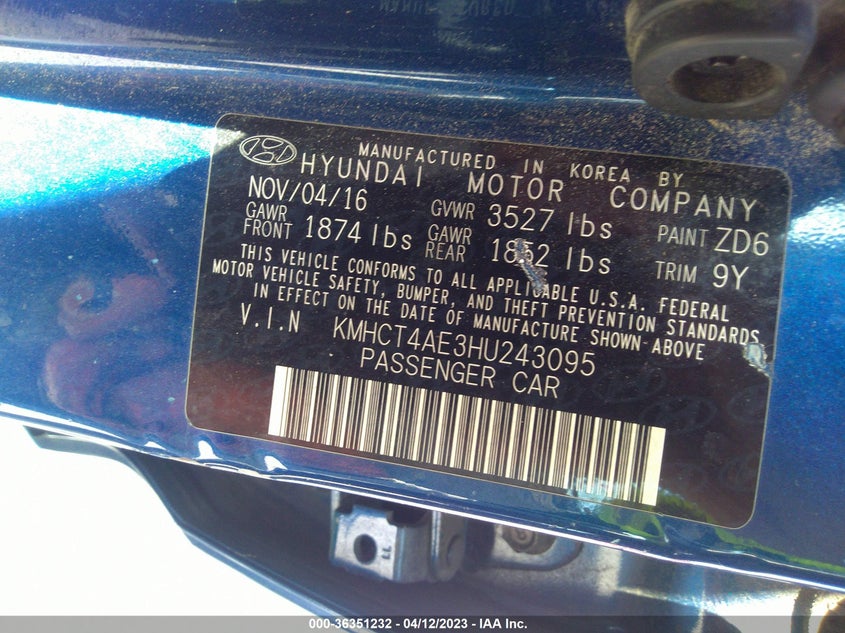 MANUFACTURED IN KOREA BY
HYUNDAI MOTOR COMPANY
NOV/04/16 GVWR 3527 lbs PAINT ZD6
GAWR FRONT 1874 lbs GAWR REAR lbs TRIM 9Y
THIS VEHICLE CONFORMS TO ALL APPLICABLE U.S.A. FEDERAL
MOTOR VEHICLE SAFETY, BUMPER, AND THEFT PREVENTION STANDARDS
IN EFFECT ON THE DATE OF MANUFACTURE SHOWN ABOVE
V.I.N KMHCT4AE3HU243095
PASSENGER CAR
11
000-36351232 - 04/12/2023 - IAA Inc.